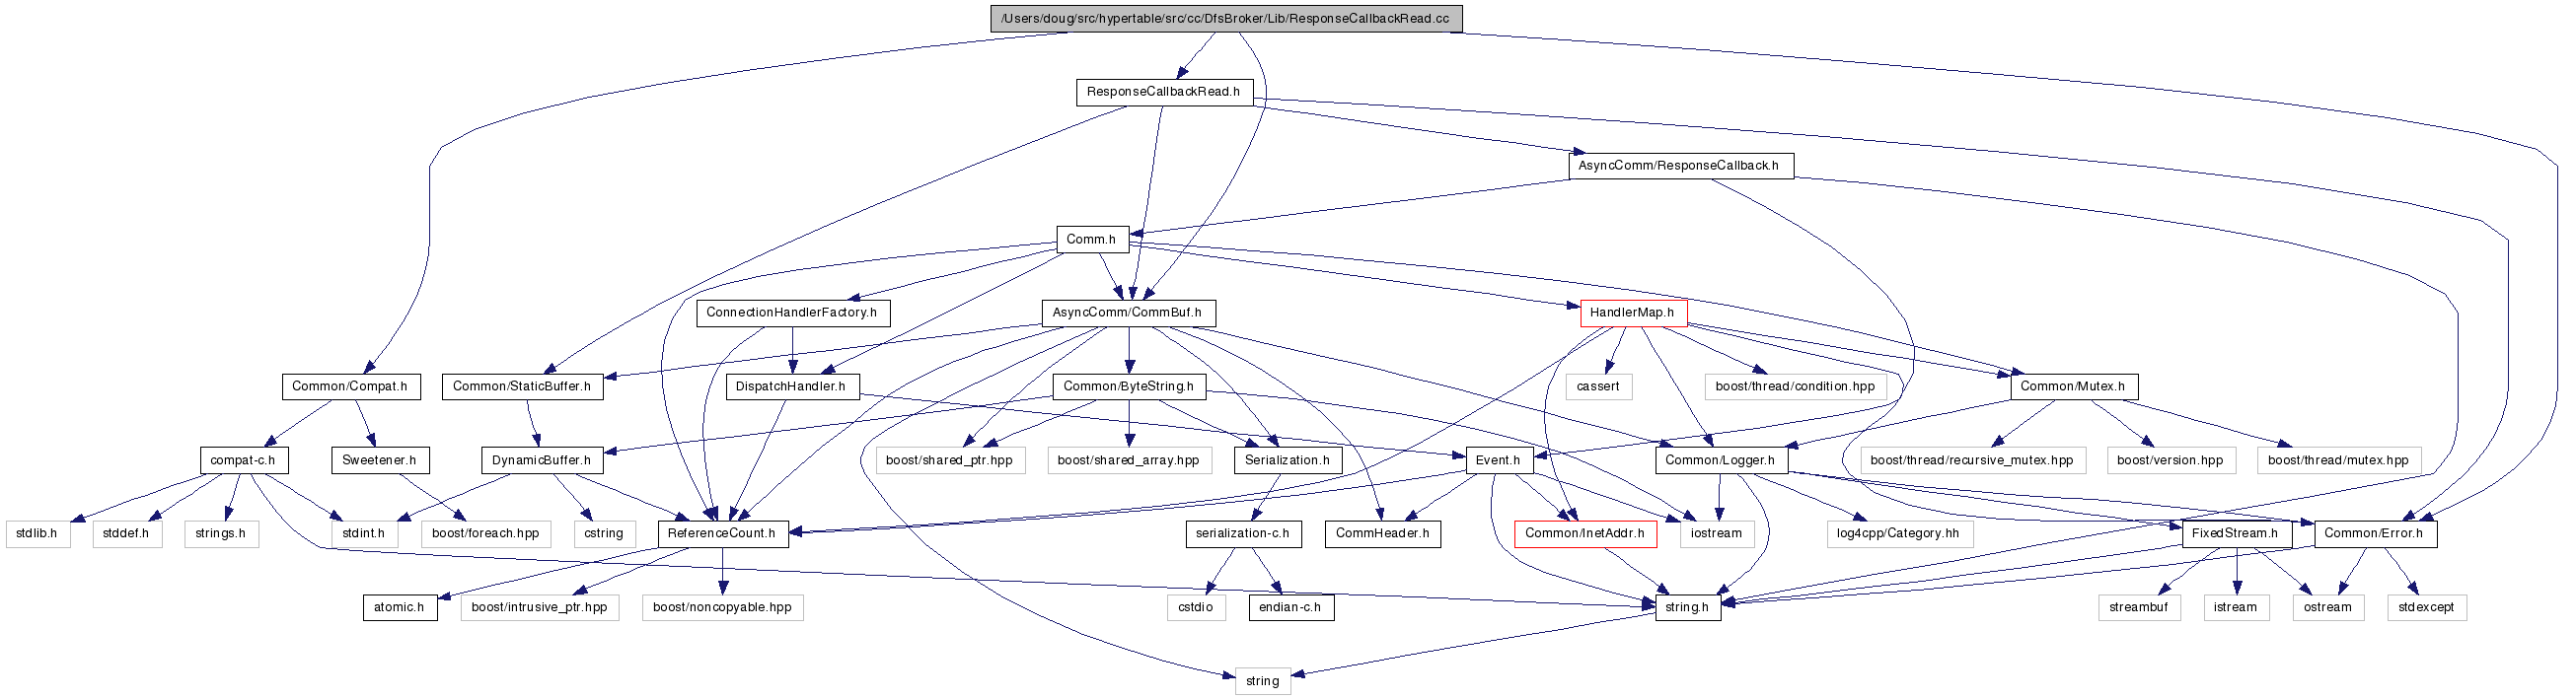 /Users/doug/src/hypertable/src/cc/DfsBroker/Lib/ResponseCallbackRead.cc
ResponseCallbackRead.h
AsyncComm/ResponseCallback.h
Comm.h
ConnectionHandlerFactory.h
AsyncComm/CommBuf.h
HandlerMap.h
Common/Compat.h
Common/StaticBuffer.h
DispatchHandler.h
Common/ByteString.h
cassert
boost/thread/condition.hpp
Common/Mutex.h
compat-c.h
Sweetener.h
DynamicBuffer.h
boost/shared_ptr.hpp
boost/shared_array.hpp
Serialization.h
Event.h
Common/Logger.h
boost/thread/recursive_mutex.hpp
boost/version.hpp
boost/thread/mutex.hpp
stdlib.h
stddef.h
strings.h
stdint.h
boost/foreach.hpp
cstring
ReferenceCount.h
serialization-c.h
CommHeader.h
Common/InetAddr.h
iostream
log4cpp/Category.hh
FixedStream.h
Common/Error.h
atomic.h
boost/intrusive_ptr.hpp
boost/noncopyable.hpp
cstdio
endian-c.h
string.h
streambuf
istream
ostream
stdexcept
string